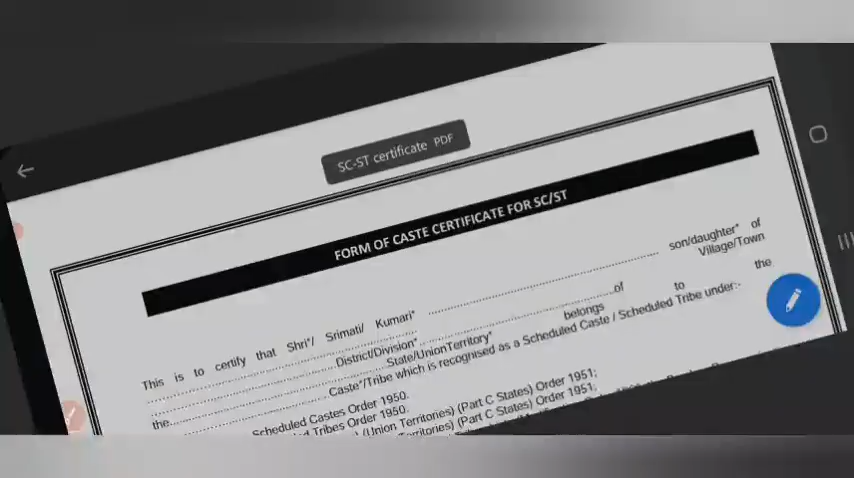 SC-ST certificate PDF
FORM OF CASTE CERTIFICATE FOR SC/ST
This is to certify that Shri*/ Srimati/ Kumari* ........................ son/daughter* of
........................ of Village/Town
........................ District/Division* ........................ belongs to the
the........................ State/UnionTerritory*
........................ Caste*/Tribe which is recognised as a Scheduled Caste / Scheduled Tribe under:-
Scheduled Castes Order 1950.
Tribes Order 1950.
(Union Territories) (Part C States) Order 1951;
(Part C States) Order 1951;